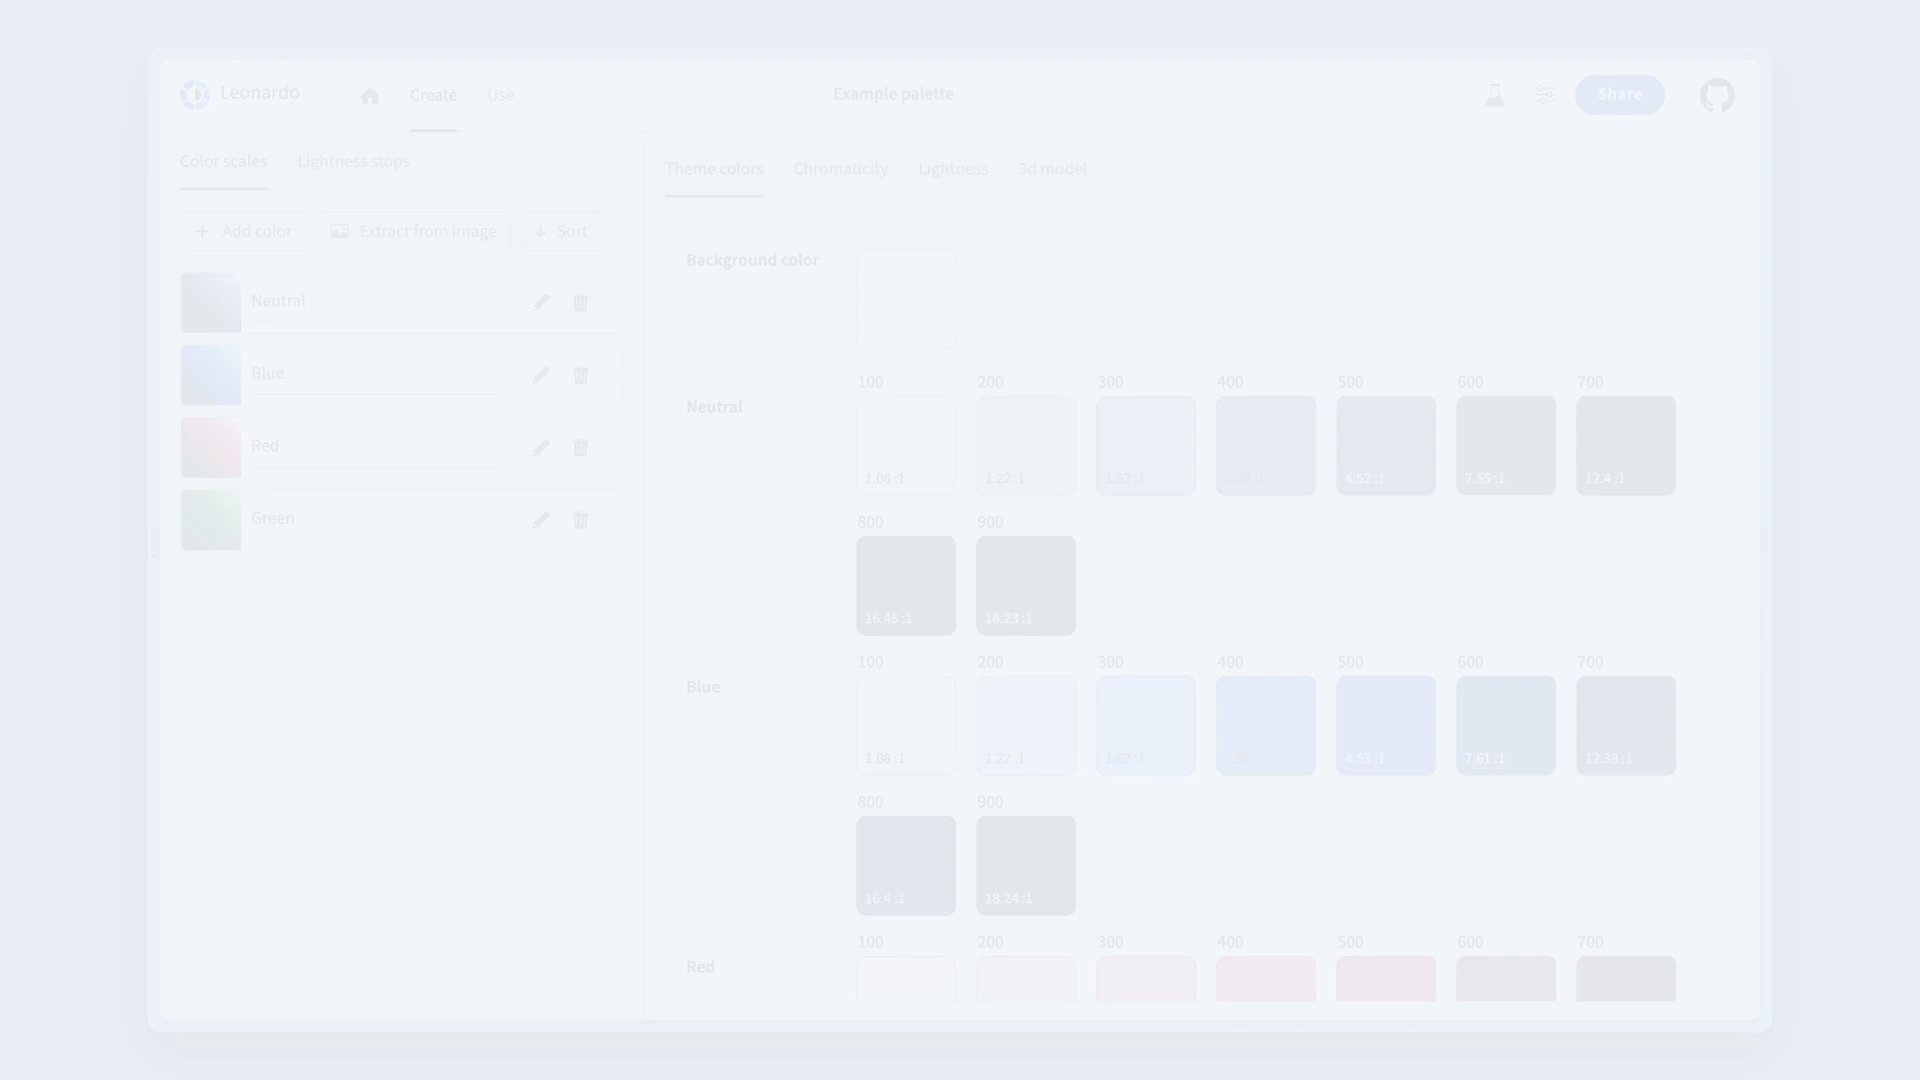 Leonardo
Create
Use
Example palette
Share
Color scales
Lightness stops
Theme colors
Chromaticity
Lightness
3d model
Add color
Extract from image
Sort
Neutral
Blue
Red
Green
Background color
Neutral
100 200 300 400 500 600 700
1.08 :1 1.22 :1 1.62 :1 4.52 :1 7.55 :1 12.4 :1
800 900
16.45 :1 18.23 :1
Blue
100 200 300 400 500 600 700
1.08 :1 1.22 :1 1.62 :1 4.53 :1 7.61 :1 12.38 :1
800 900
16.4 :1 18.24 :1
Red
100 200 300 400 500 600 700